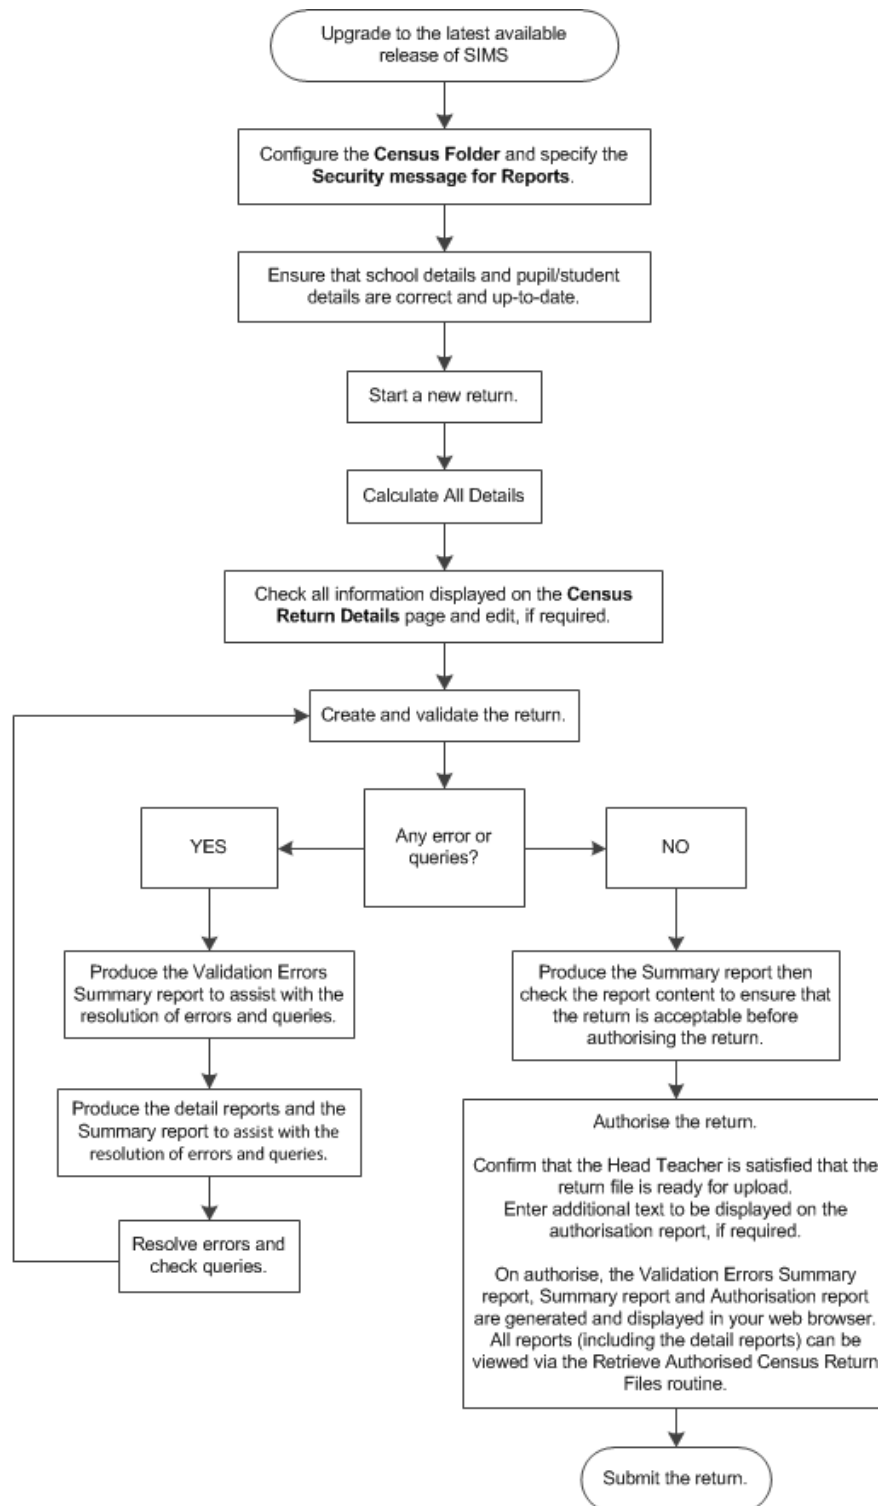 Upgrade to the latest available
release of SIMS
Configure the Census Folder and specify the
Security message for Reports.
Ensure that school details and pupil/student
details are correct and up-to-date.
Start a new return.
Calculate All Details
Check all information displayed on the Census
Return Details page and edit, if required.
Create and validate the return.
Any error or
queries?
YES
NO
Produce the Validation Errors
Summary report to assist with the
resolution of errors and queries.
Produce the detail reports and the
Summary report to assist with the
resolution of errors and queries.
Resolve errors and
check queries.
Produce the Summary report then
check the report content to ensure that
the return is acceptable before
authorising the return.
Authorise the return.
Confirm that the Head Teacher is satisfied that the
return file is ready for upload.
Enter additional text to be displayed on the
authorisation report, if required.
On authorise, the Validation Errors Summary
report, Summary report and Authorisation report
are generated and displayed in your web browser.
All reports (including the detail reports) can be
viewed via the Retrieve Authorised Census Return
Files routine.
Submit the return.